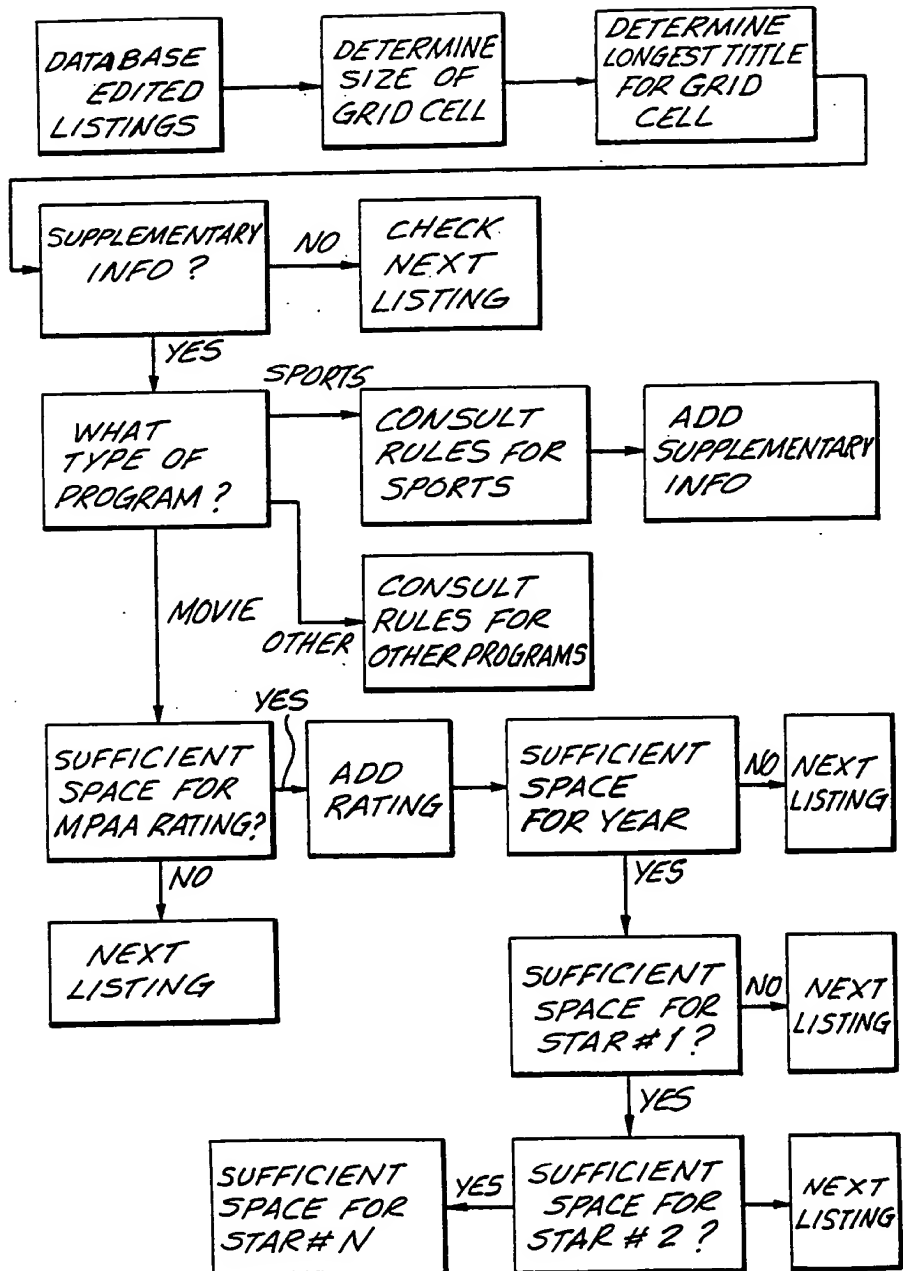 DATABASE
EDITED
LISTINGS
DETERMINE
SIZE OF
GRID CELL
DETERMINE
LONGEST TITTLE
FOR GRID
CELL
SUPPLEMENTARY
INFO ?
NO
CHECK
NEXT
LISTING
YES
WHAT
TYPE OF
PROGRAM ?
SPORTS
CONSULT
RULES FOR
SPORTS
ADD
SUPPLEMENTARY
INFO
MOVIE
OTHER
CONSULT
RULES FOR
OTHER PROGRAMS
SUFFICIENT
SPACE FOR
MPAA RATING?
YES
ADD
RATING
SUFFICIENT
SPACE
FOR YEAR
NO
NEXT
LISTING
NO
NEXT
LISTING
YES
SUFFICIENT
SPACE FOR
STAR # 1 ?
NO
NEXT
LISTING
YES
SUFFICIENT
SPACE FOR
STAR # 2 ?
NEXT
LISTING
YES
SUFFICIENT
SPACE FOR
STAR # N